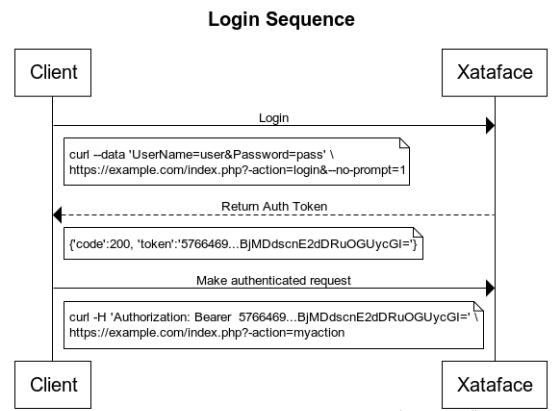 Login Sequence
Client
Xataface
Login
curl --data 'UserName=user&Password=pass' \
https://example.com/index.php?-action=login&--no-prompt=1
Return Auth Token
{'code':200, 'token':'5766469...BjMDdscnE2dDRuOGUycGI='}
Make authenticated request
curl -H 'Authorization: Bearer  5766469...BjMDdscnE2dDRuOGUycGI=' \
https://example.com/index.php?-action=myaction
Client
Xataface